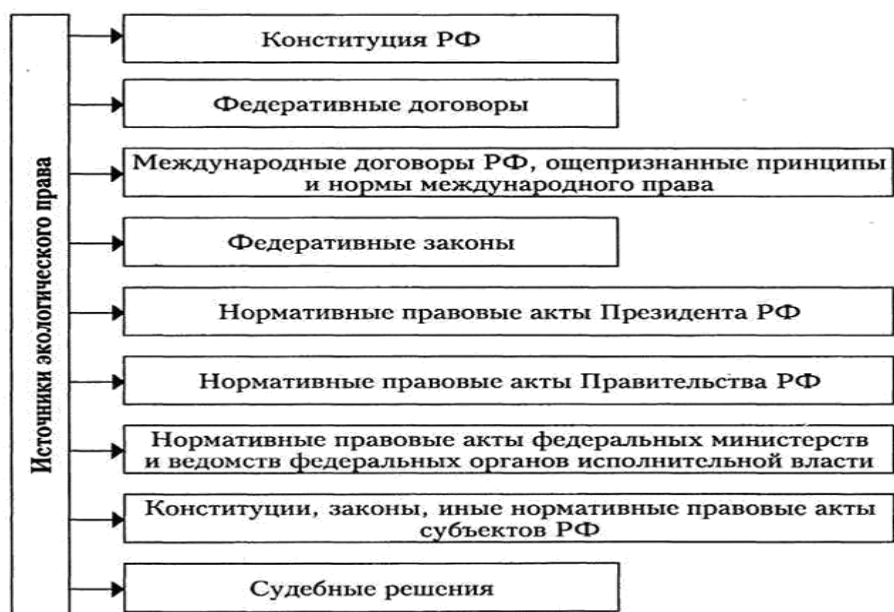 Источники экологического права
Конституция РФ
Федеративные договоры
Международные договоры РФ, ощепризнанные принципы
и нормы международного права
Федеративные законы
Нормативные правовые акты Президента РФ
Нормативные правовые акты Правительства РФ
Нормативные правовые акты федеральных министерств
и ведомств федеральных органов исполнительной власти
Конституции, законы, иные нормативные правовые акты
субъектов РФ
Судебные решения